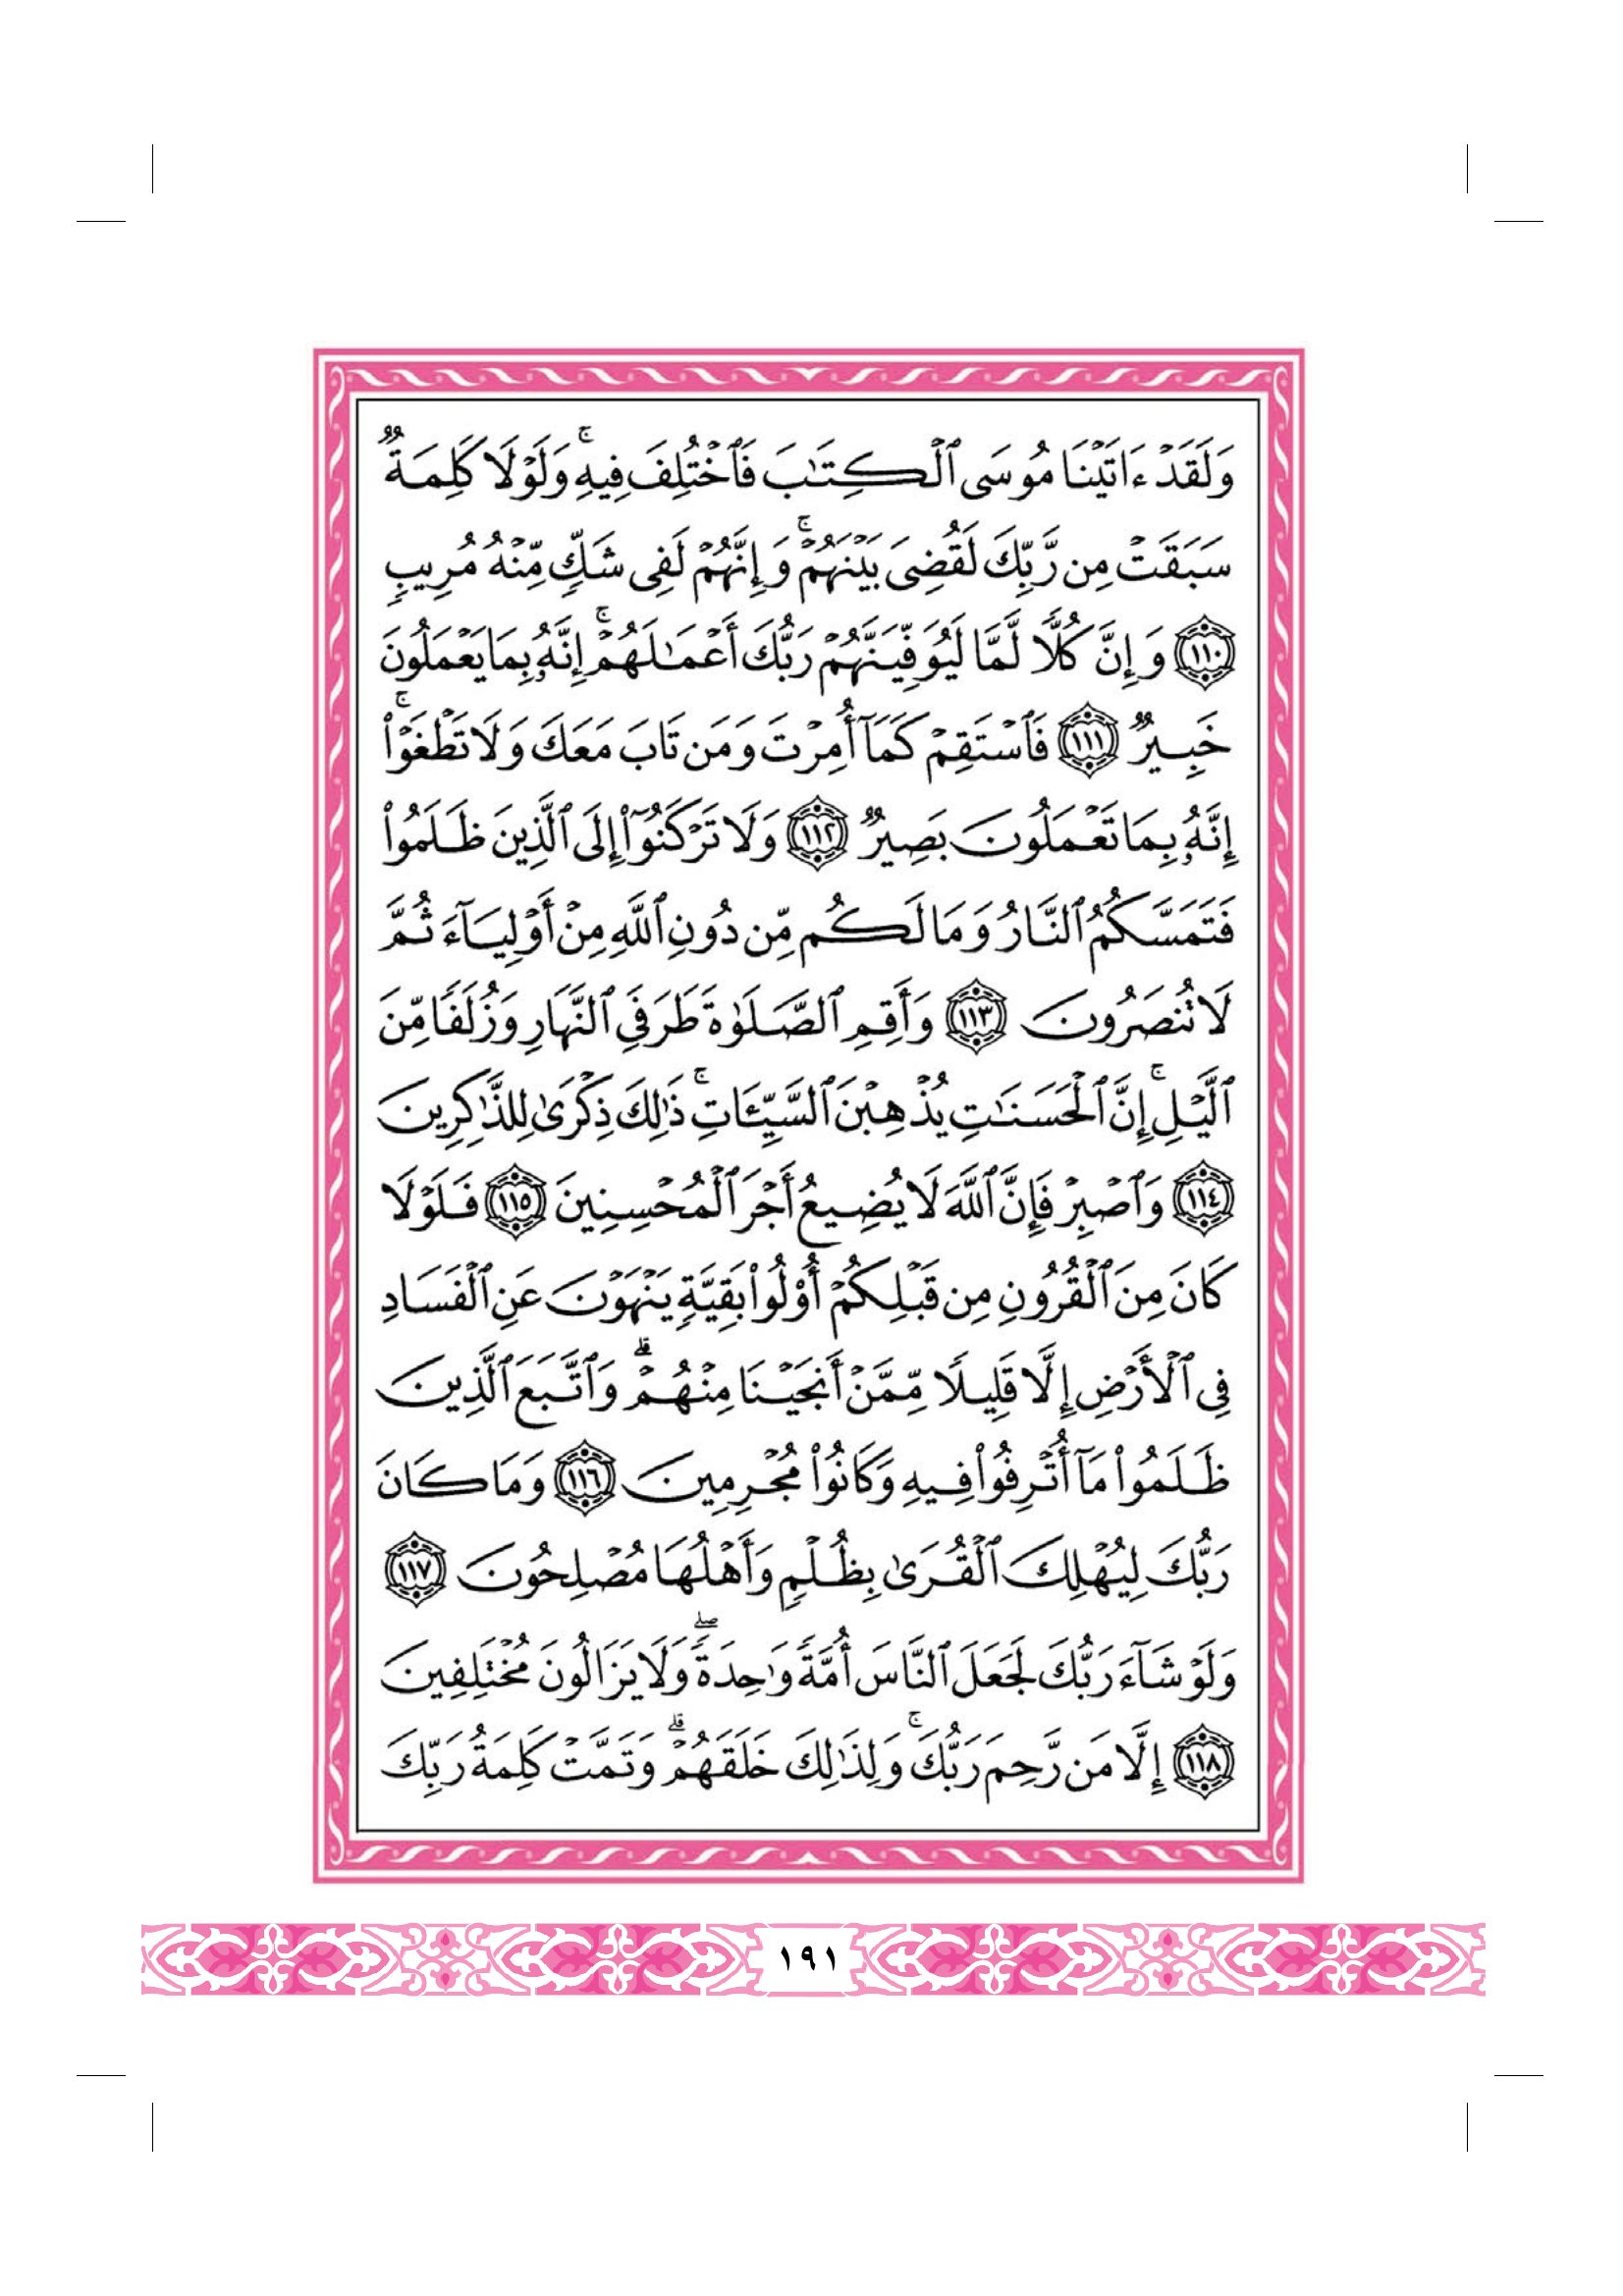 وَلَقَدۡ ءَاتَيۡنَا مُوسَى ٱلۡكِتَٰبَ فَٱخۡتُلِفَ فِيهِۚ وَلَوۡلَا كَلِمَةٞ
سَبَقَتۡ مِن رَّبِّكَ لَقُضِيَ بَيۡنَهُمۡۚ وَإِنَّهُمۡ لَفِي شَكّٖ مِّنۡهُ مُرِيبٖ
١١٠ وَإِنَّ كُلّٗا لَّمَّا لَيُوَفِّيَنَّهُمۡ رَبُّكَ أَعۡمَٰلَهُمۡۚ إِنَّهُۥ بِمَا يَعۡمَلُونَ
خَبِيرٞ ١١١ فَٱسۡتَقِمۡ كَمَآ أُمِرۡتَ وَمَن تَابَ مَعَكَ وَلَا تَطۡغَوۡاْۚ
إِنَّهُۥ بِمَا تَعۡمَلُونَ بَصِيرٞ ١١٢ وَلَا تَرۡكَنُوٓاْ إِلَى ٱلَّذِينَ ظَلَمُواْ
فَتَمَسَّكُمُ ٱلنَّارُ وَمَا لَكُم مِّن دُونِ ٱللَّهِ مِنۡ أَوۡلِيَآءَ ثُمَّ
لَا تُنصَرُونَ ١١٣ وَأَقِمِ ٱلصَّلَوٰةَ طَرَفَيِ ٱلنَّهَارِ وَزُلَفٗا مِّنَ
ٱلَّيۡلِۚ إِنَّ ٱلۡحَسَنَٰتِ يُذۡهِبۡنَ ٱلسَّيِّـَٔاتِۚ ذَٰلِكَ ذِكۡرَىٰ لِلذَّٰكِرِينَ
١١٤ وَٱصۡبِرۡ فَإِنَّ ٱللَّهَ لَا يُضِيعُ أَجۡرَ ٱلۡمُحۡسِنِينَ ١١٥ فَلَوۡلَا
كَانَ مِنَ ٱلۡقُرُونِ مِن قَبۡلِكُمۡ أُوْلُواْ بَقِيَّةٖ يَنۡهَوۡنَ عَنِ ٱلۡفَسَادِ
فِي ٱلۡأَرۡضِ إِلَّا قَلِيلٗا مِّمَّنۡ أَنجَيۡنَا مِنۡهُمۡۗ وَٱتَّبَعَ ٱلَّذِينَ
ظَلَمُواْ مَآ أُتۡرِفُواْ فِيهِ وَكَانُواْ مُجۡرِمِينَ ١١٦ وَمَا كَانَ
رَبُّكَ لِيُهۡلِكَ ٱلۡقُرَىٰ بِظُلۡمٖ وَأَهۡلُهَا مُصۡلِحُونَ ١١٧
وَلَوۡ شَآءَ رَبُّكَ لَجَعَلَ ٱلنَّاسَ أُمَّةٗ وَٰحِدَةٗۖ وَلَا يَزَالُونَ مُخۡتَلِفِينَ
١١٨ إِلَّا مَن رَّحِمَ رَبُّكَۚ وَلِذَٰلِكَ خَلَقَهُمۡۗ وَتَمَّتۡ كَلِمَةُ رَبِّكَ
١٩١